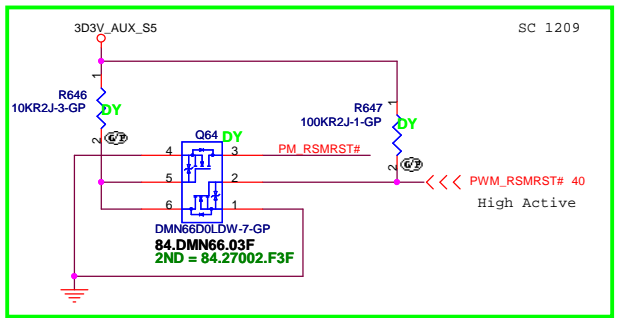 3D3V_AUX_S5
SC 1209
1
R646
10KR2J-3-GP
DY
2
G/P
R647
100KR2J-1-GP
1
DY
2
G/P
Q64
DY
4
3
PM_RSMRST#
5
2
PWM_RSMRST# 40
6
1
High Active
DMN66D0LDW-7-GP
84.DMN66.03F
2ND = 84.27002.F3F